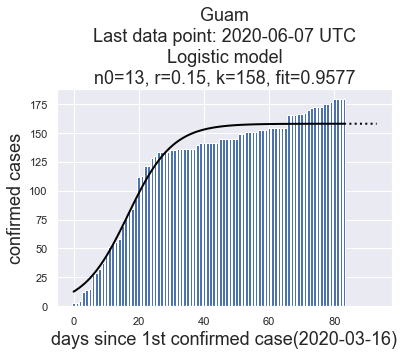 Guam
Last data point: 2020-06-07 UTC
Logistic model
n0=13, r=0.15, k=158, fit=0.9577
confirmed cases
175
150
125
100
75
50
25
0
0 20 40 60 80
days since 1st confirmed case(2020-03-16)